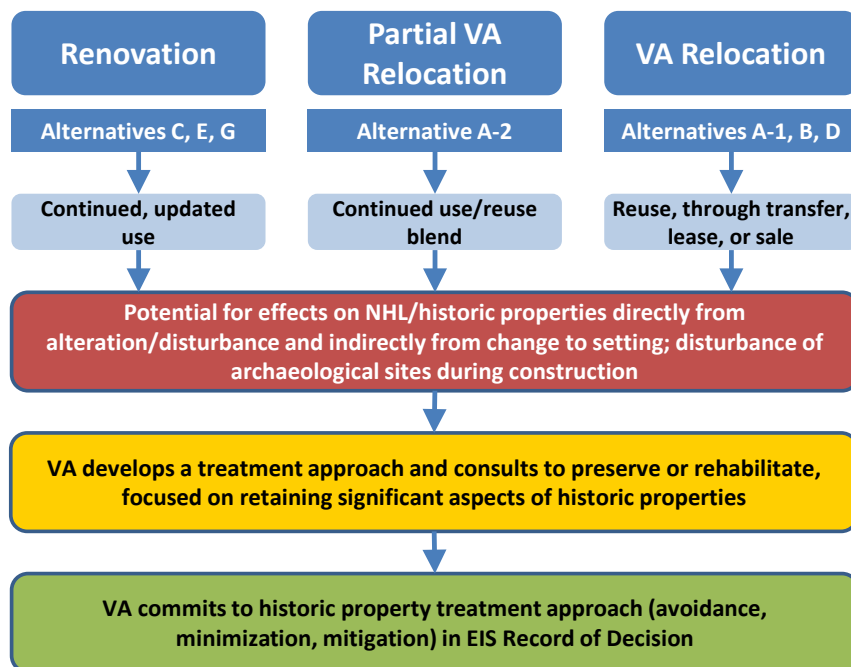 Renovation
Partial VA
Relocation
VA Relocation
Alternatives C, E, G
Alternative A-2
Alternatives A-1, B, D
Continued, updated
use
Continued use/reuse
blend
Reuse, through transfer,
lease, or sale
Potential for effects on NHL/historic properties directly from
alteration/disturbance and indirectly from change to setting; disturbance of
archaeological sites during construction
VA develops a treatment approach and consults to preserve or rehabilitate,
focused on retaining significant aspects of historic properties
VA commits to historic property treatment approach (avoidance,
minimization, mitigation) in EIS Record of Decision